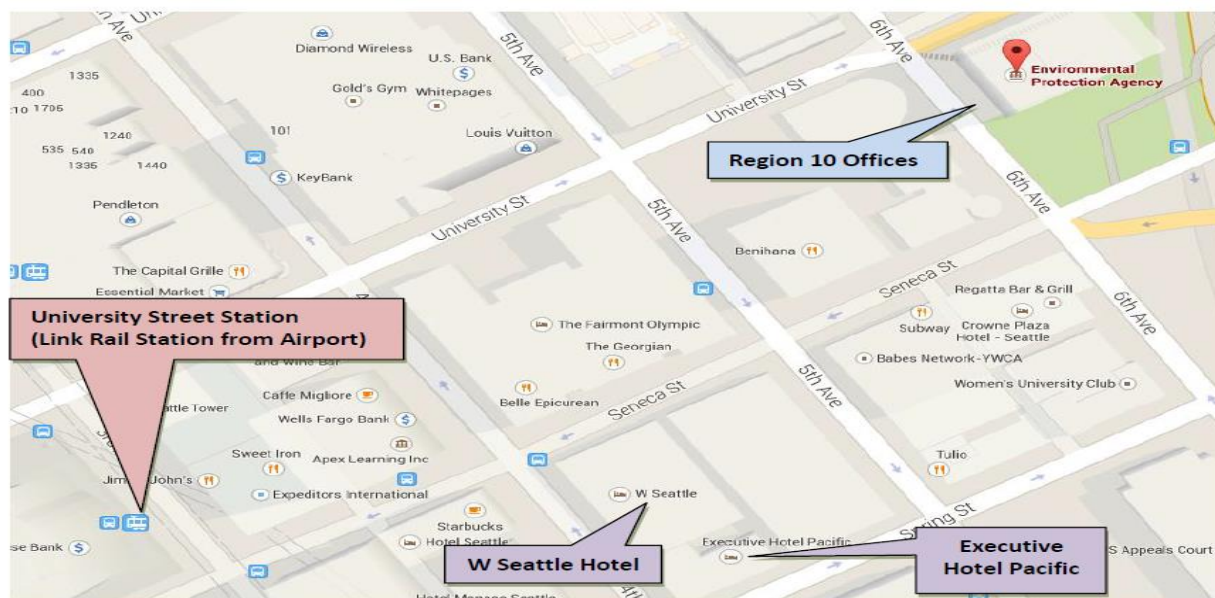 Diamond Wireless
5th Ave
6th Ave
U.S. Bank
Environmental
Protection Agency
1335
400
1705
Gold's Gym
Whitepages
University St
1240
535 540
1335
1440
101
Louis Vuitton
Region 10 Offices
KeyBank
Pendleton
University St
5th Ave
6th Ave
Benihana
The Capital Grille
Essential Market
Seneca St
Regatta Bar & Grill
6th Ave
University Street Station
(Link Rail Station from Airport)
The Fairmont Olympic
Subway
Crowne Plaza
Hotel - Seattle
The Georgian
Babes Network-YWCA
and Wine Bar
5th Ave
Women's University Club
Caffe Migliore
Belle Epicurean
Seneca St
Wells Fargo Bank
Sweet Iron
Apex Learning Inc
Tulio
Expeditors International
W Seattle
Starbucks
Hotel Seattle
Spring St
Executive Hotel Pacific
W Seattle Hotel
Executive
Hotel Pacific
S Appeals Court